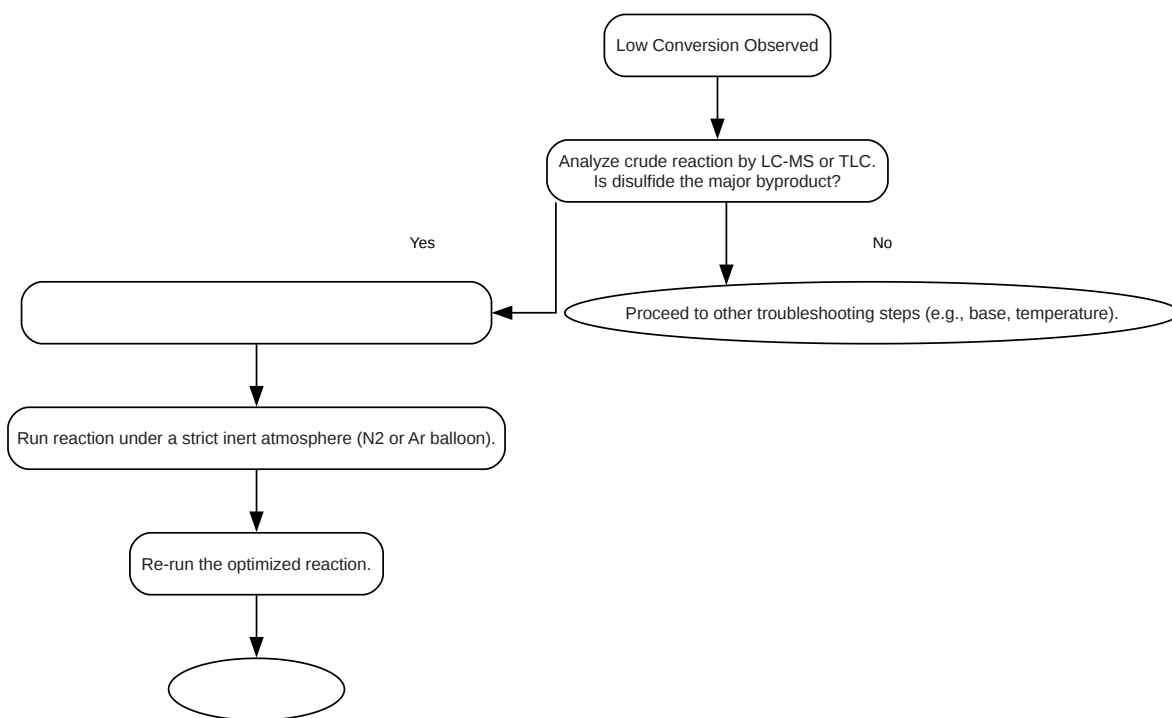 Low Conversion Observed
Analyze crude reaction by LC-MS or TLC.
Is disulfide the major byproduct?
Yes
No
Proceed to other troubleshooting steps (e.g., base, temperature).
Run reaction under a strict inert atmosphere (N2 or Ar balloon).
Re-run the optimized reaction.